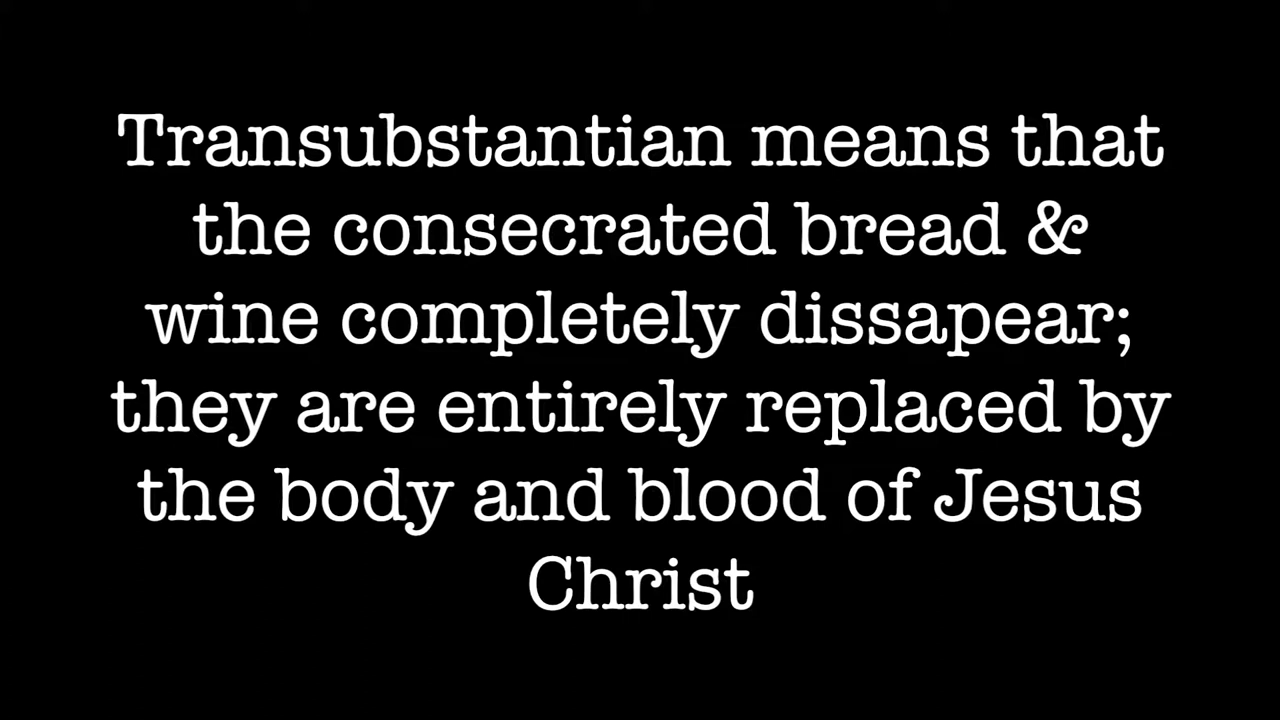 Transubstantian means that
the consecrated bread &
wine completely dissapear;
they are entirely replaced by
the body and blood of Jesus
Christ